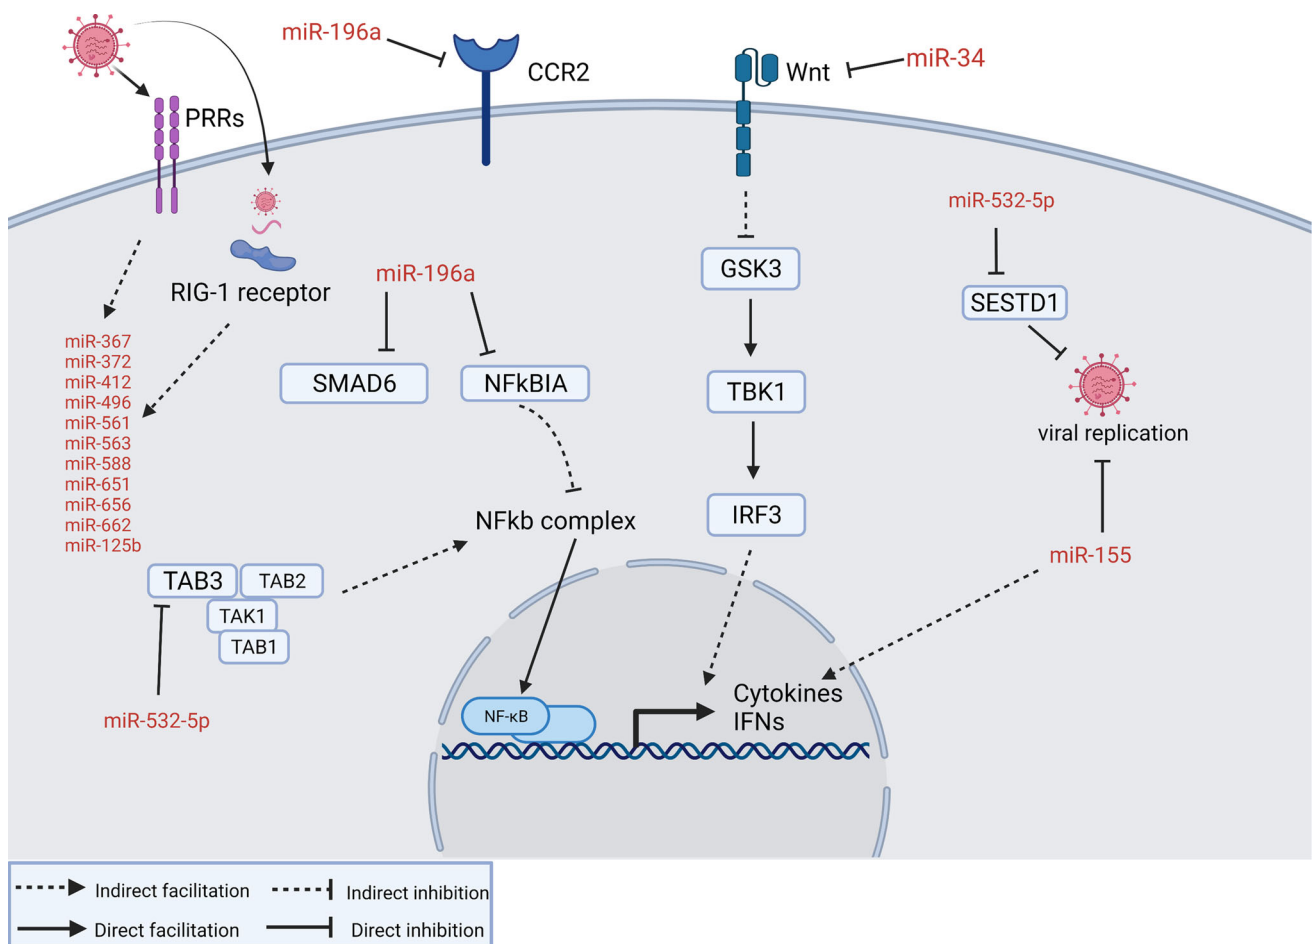 miR-196a
CCR2
Wnt
miR-34
PRRs
RIG-1 receptor
miR-196a
miR-532-5p
GSK3
SESTD1
miR-367
miR-372
miR-412
miR-496
miR-561
miR-563
miR-588
miR-651
miR-656
miR-662
miR-125b
SMAD6
NFkBIA
TBK1
viral replication
NFkb complex
IRF3
miR-155
TAB3
TAB2
TAK1
TAB1
miR-532-5p
NF-κB
Cytokines
IFNs
Indirect facilitation
Indirect inhibition
Direct facilitation
Direct inhibition